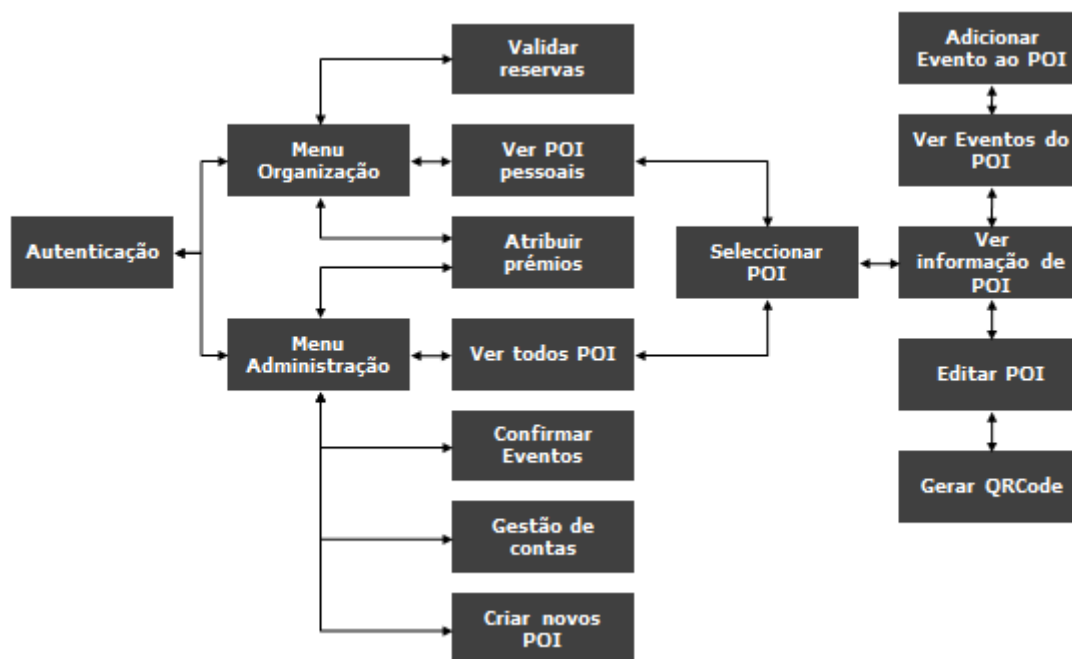 Validar
reservas
Menu
Organização
Ver POI
pessoais
Autenticação
Atribuir
prémios
Menu
Administração
Ver todos POI
Confirmar
Eventos
Gestão de
contas
Criar novos
POI
Seleccionar
POI
Adicionar
Evento ao POI
Ver Eventos do
POI
Ver
informação de
POI
Editar POI
Gerar QRCode